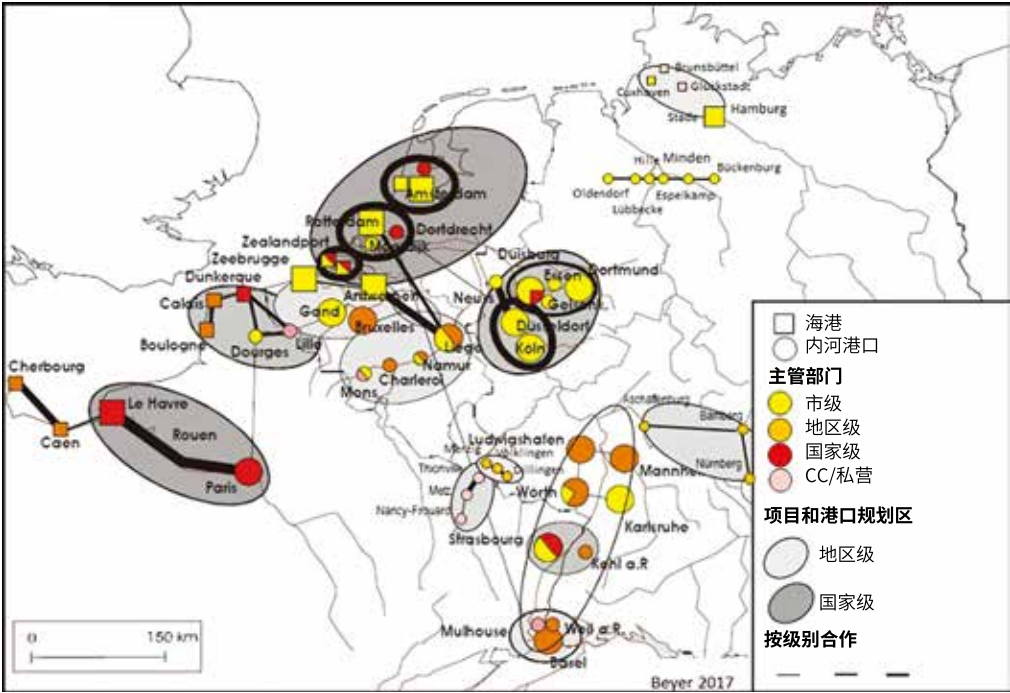 Brunsbüttel
Cuxhaven
Glückstadt
Stade
Hamburg
Hille Minden
Bückenburg
Oldendorf
Espelkamp
Lübbecke
Amsterdam
Rotterdam
Dortdrecht
Zealandport
Zeebrugge
Duisburg
Essen
Dortmund
Dunkerque
Neuss
Calais
Antwerpen
Gand
Düsseldorf
Bruxelles
Boulogne
Dourges
Lille
Liège
Köln
Namur
Charleroi
Mons
Cherbourg
Caen
Le Havre
Rouen
Paris
Aschaffenburg
Bamberg
Nürnberg
Ludwigshafen
Merzig
Völklingen
Dillingen
Thionville
Metz
Mannheim
Nancy-Frouard
Worth
Karlsruhe
Strasbourg
Kehl a.R
Mulhouse
Weil a.R.
Basel
海港
内河港口
主管部门
市级
地区级
国家级
CC/私营
项目和港口规划区
地区级
国家级
按级别合作
0 150 km
Beyer 2017